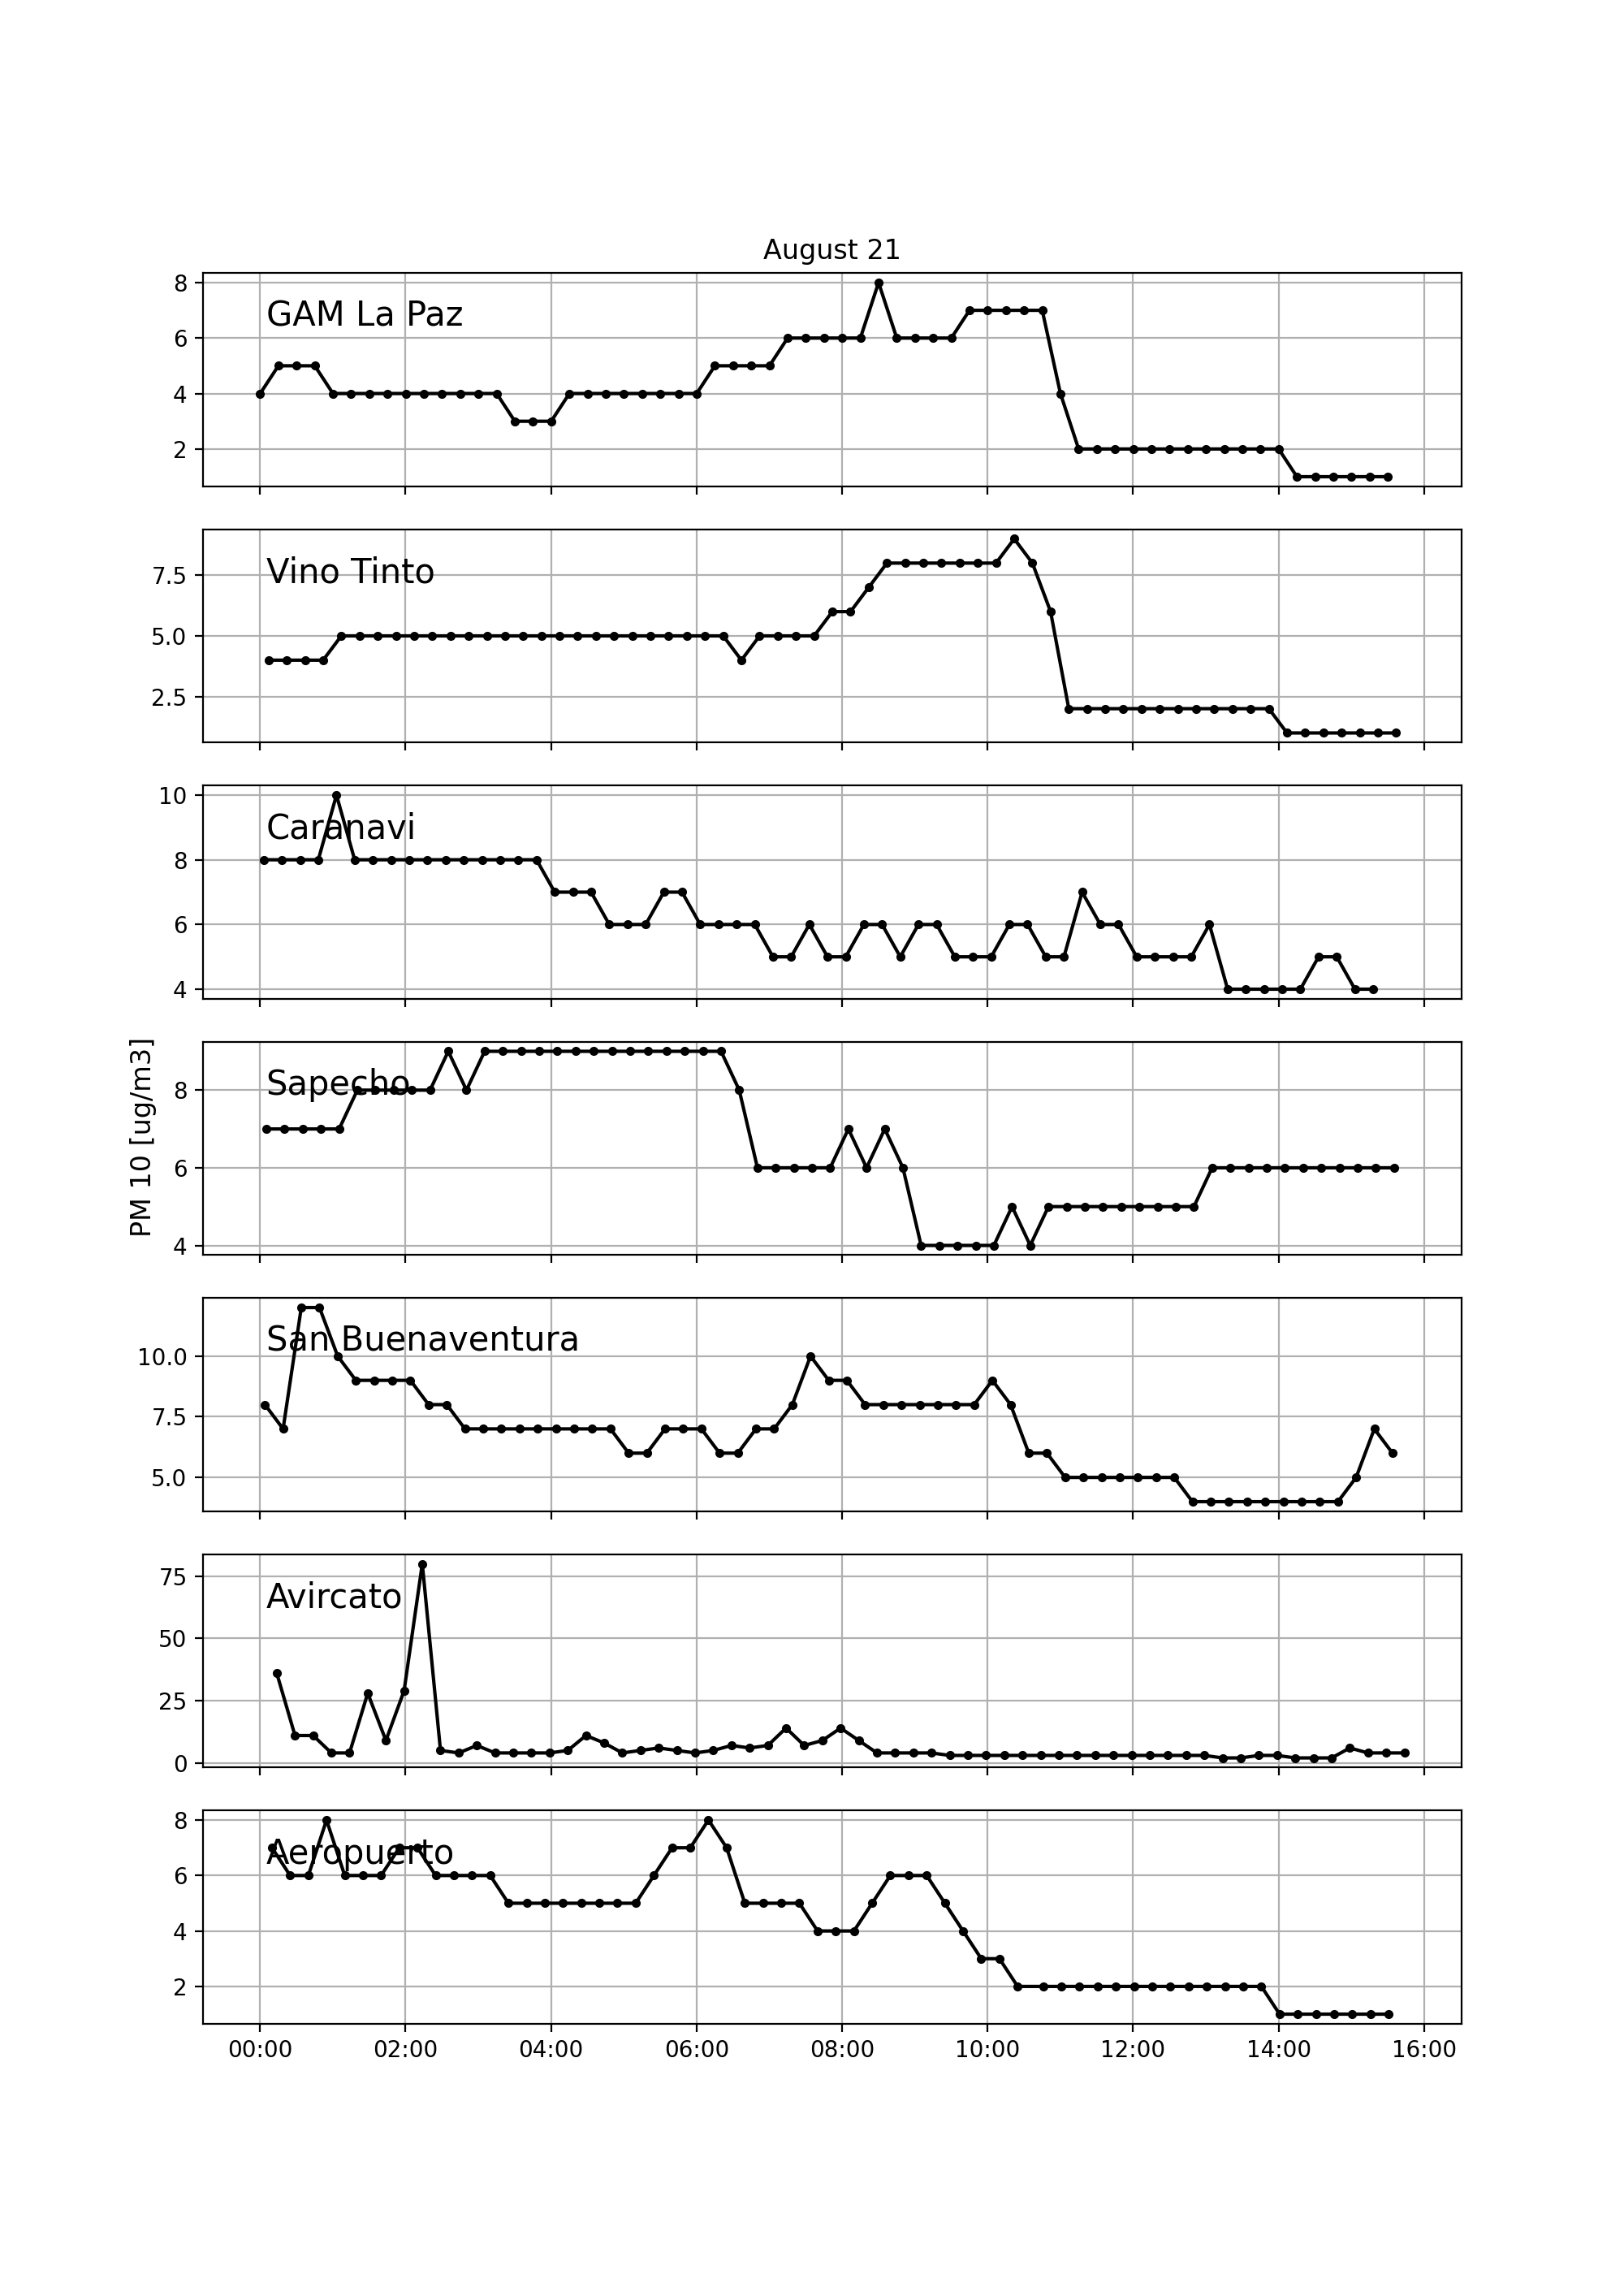 August 21
8
GAM La Paz
6
4
2
Vino Tinto
7.5
5.0
2.5
10
Caranavi
8
6
4
PM 10 [ug/m3]
Sapecho
8
6
4
San Buenaventura
10.0
7.5
5.0
75
Avircato
50
25
0
8
Aeropuerto
6
4
2
00:00 02:00 04:00 06:00 08:00 10:00 12:00 14:00 16:00